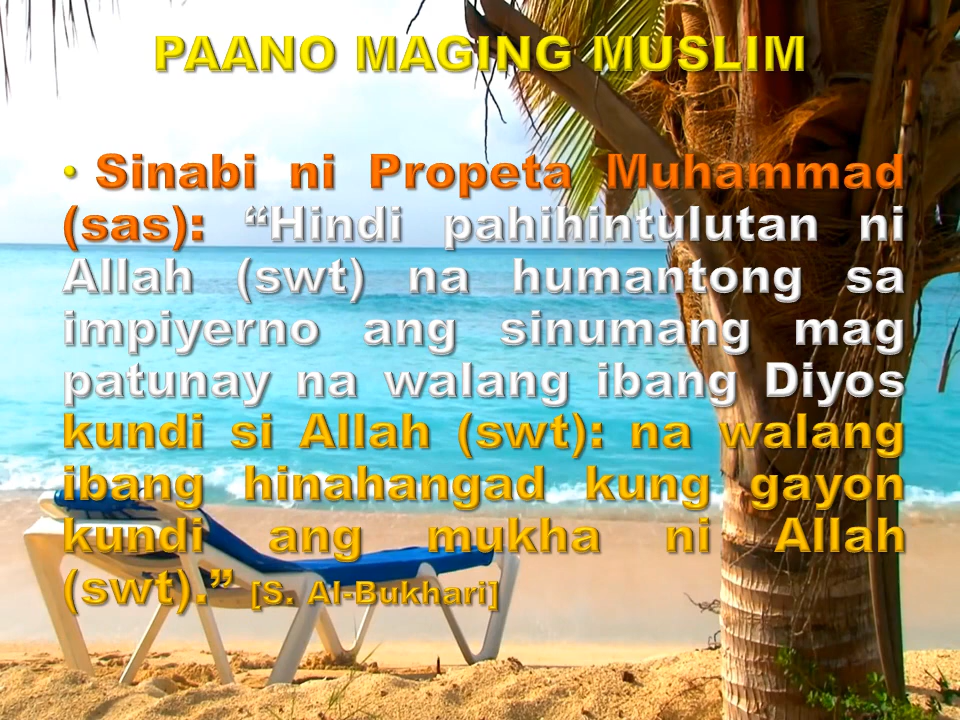 PAANO MAGING MUSLIM
• Sinabi ni Propeta Muhammad
(sas): “Hindi pahihintulutan ni
Allah (swt) na humantong sa
impiyerno ang sinumang mag
patunay na walang ibang Diyos
kundi si Allah (swt): na walang
ibang hinahangad kung gayon
kundi ang mukha ni Allah
(swt).” [S. Al-Bukhari]